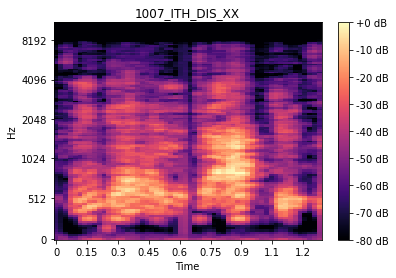 1007_ITH_DIS_XX
+0 dB
8192
-10 dB
4096
-20 dB
-30 dB
2048
Hz
-40 dB
1024
-50 dB
512
-60 dB
-70 dB
0
-80 dB
0 0.15 0.3 0.45 0.6 0.75 0.9 1.1 1.2
Time